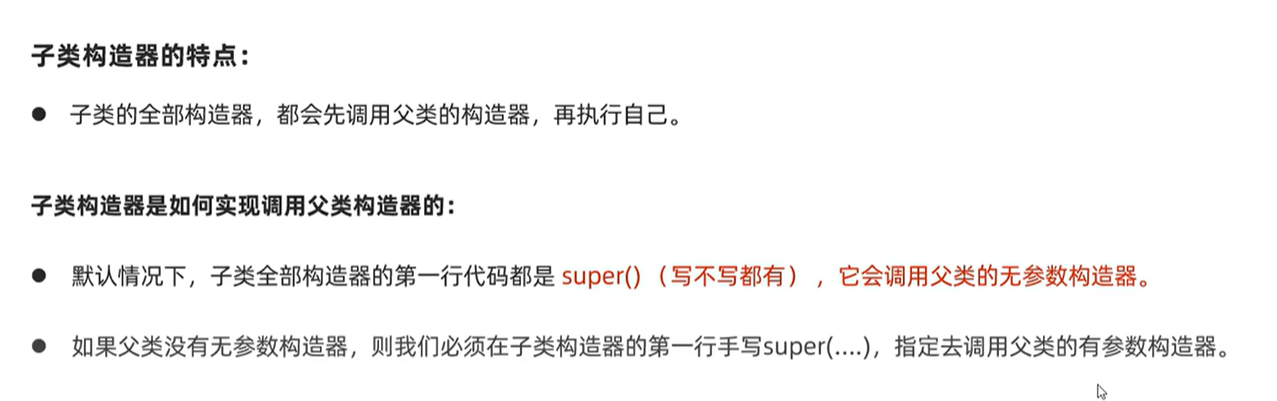 子类构造器的特点：
● 子类的全部构造器，都会先调用父类的构造器，再执行自己。
子类构造器是如何实现调用父类构造器的：
● 默认情况下，子类全部构造器的第一行代码都是 super() （写不写都有） ，它会调用父类的无参数构造器。
● 如果父类没有无参数构造器，则我们必须在子类构造器的第一行手写super(....)，指定去调用父类的有参数构造器。